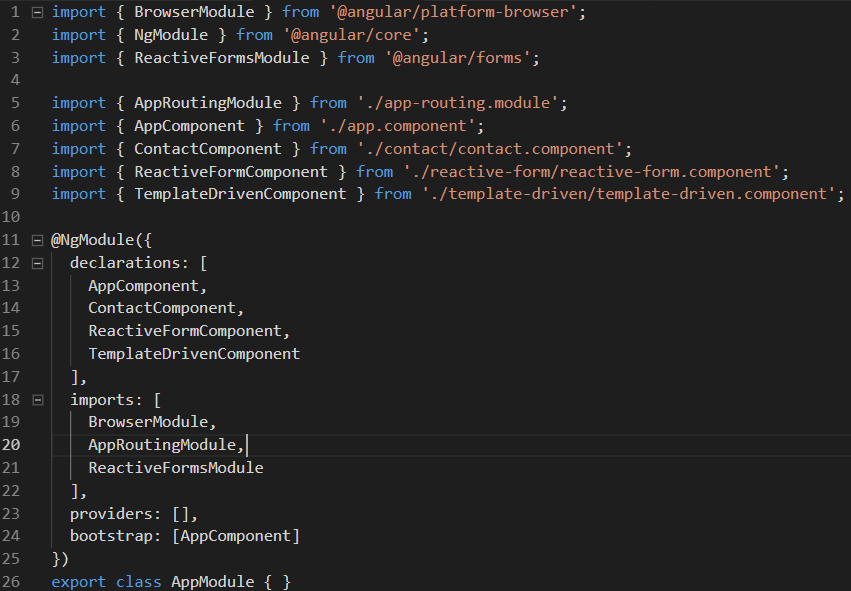 1 import { BrowserModule } from '@angular/platform-browser';
2 import { NgModule } from '@angular/core';
3 import { ReactiveFormsModule } from '@angular/forms';
4
5 import { AppRoutingModule } from './app-routing.module';
6 import { AppComponent } from './app.component';
7 import { ContactComponent } from './contact/contact.component';
8 import { ReactiveFormComponent } from './reactive-form/reactive-form.component';
9 import { TemplateDrivenComponent } from './template-driven/template-driven.component';
10
11 @NgModule({
12   declarations: [
13     AppComponent,
14     ContactComponent,
15     ReactiveFormComponent,
16     TemplateDrivenComponent
17   ],
18   imports: [
19     BrowserModule,
20     AppRoutingModule,
21     ReactiveFormsModule
22   ],
23   providers: [],
24   bootstrap: [AppComponent]
25 })
26 export class AppModule { }